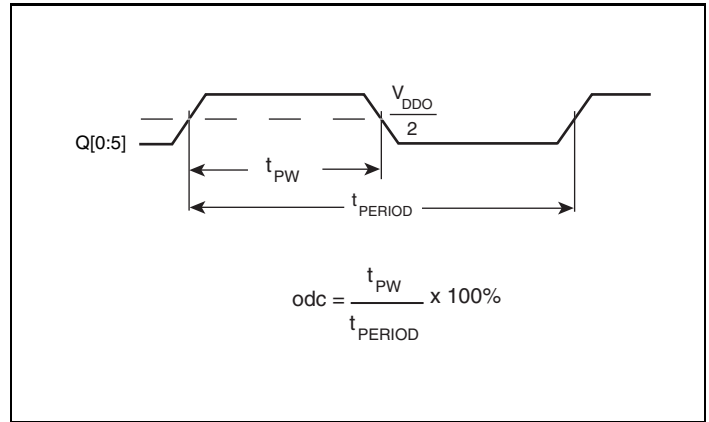 V_DDO
2
Q[0:5]
t_PW
t_PERIOD
odc = t_PW / t_PERIOD x 100%